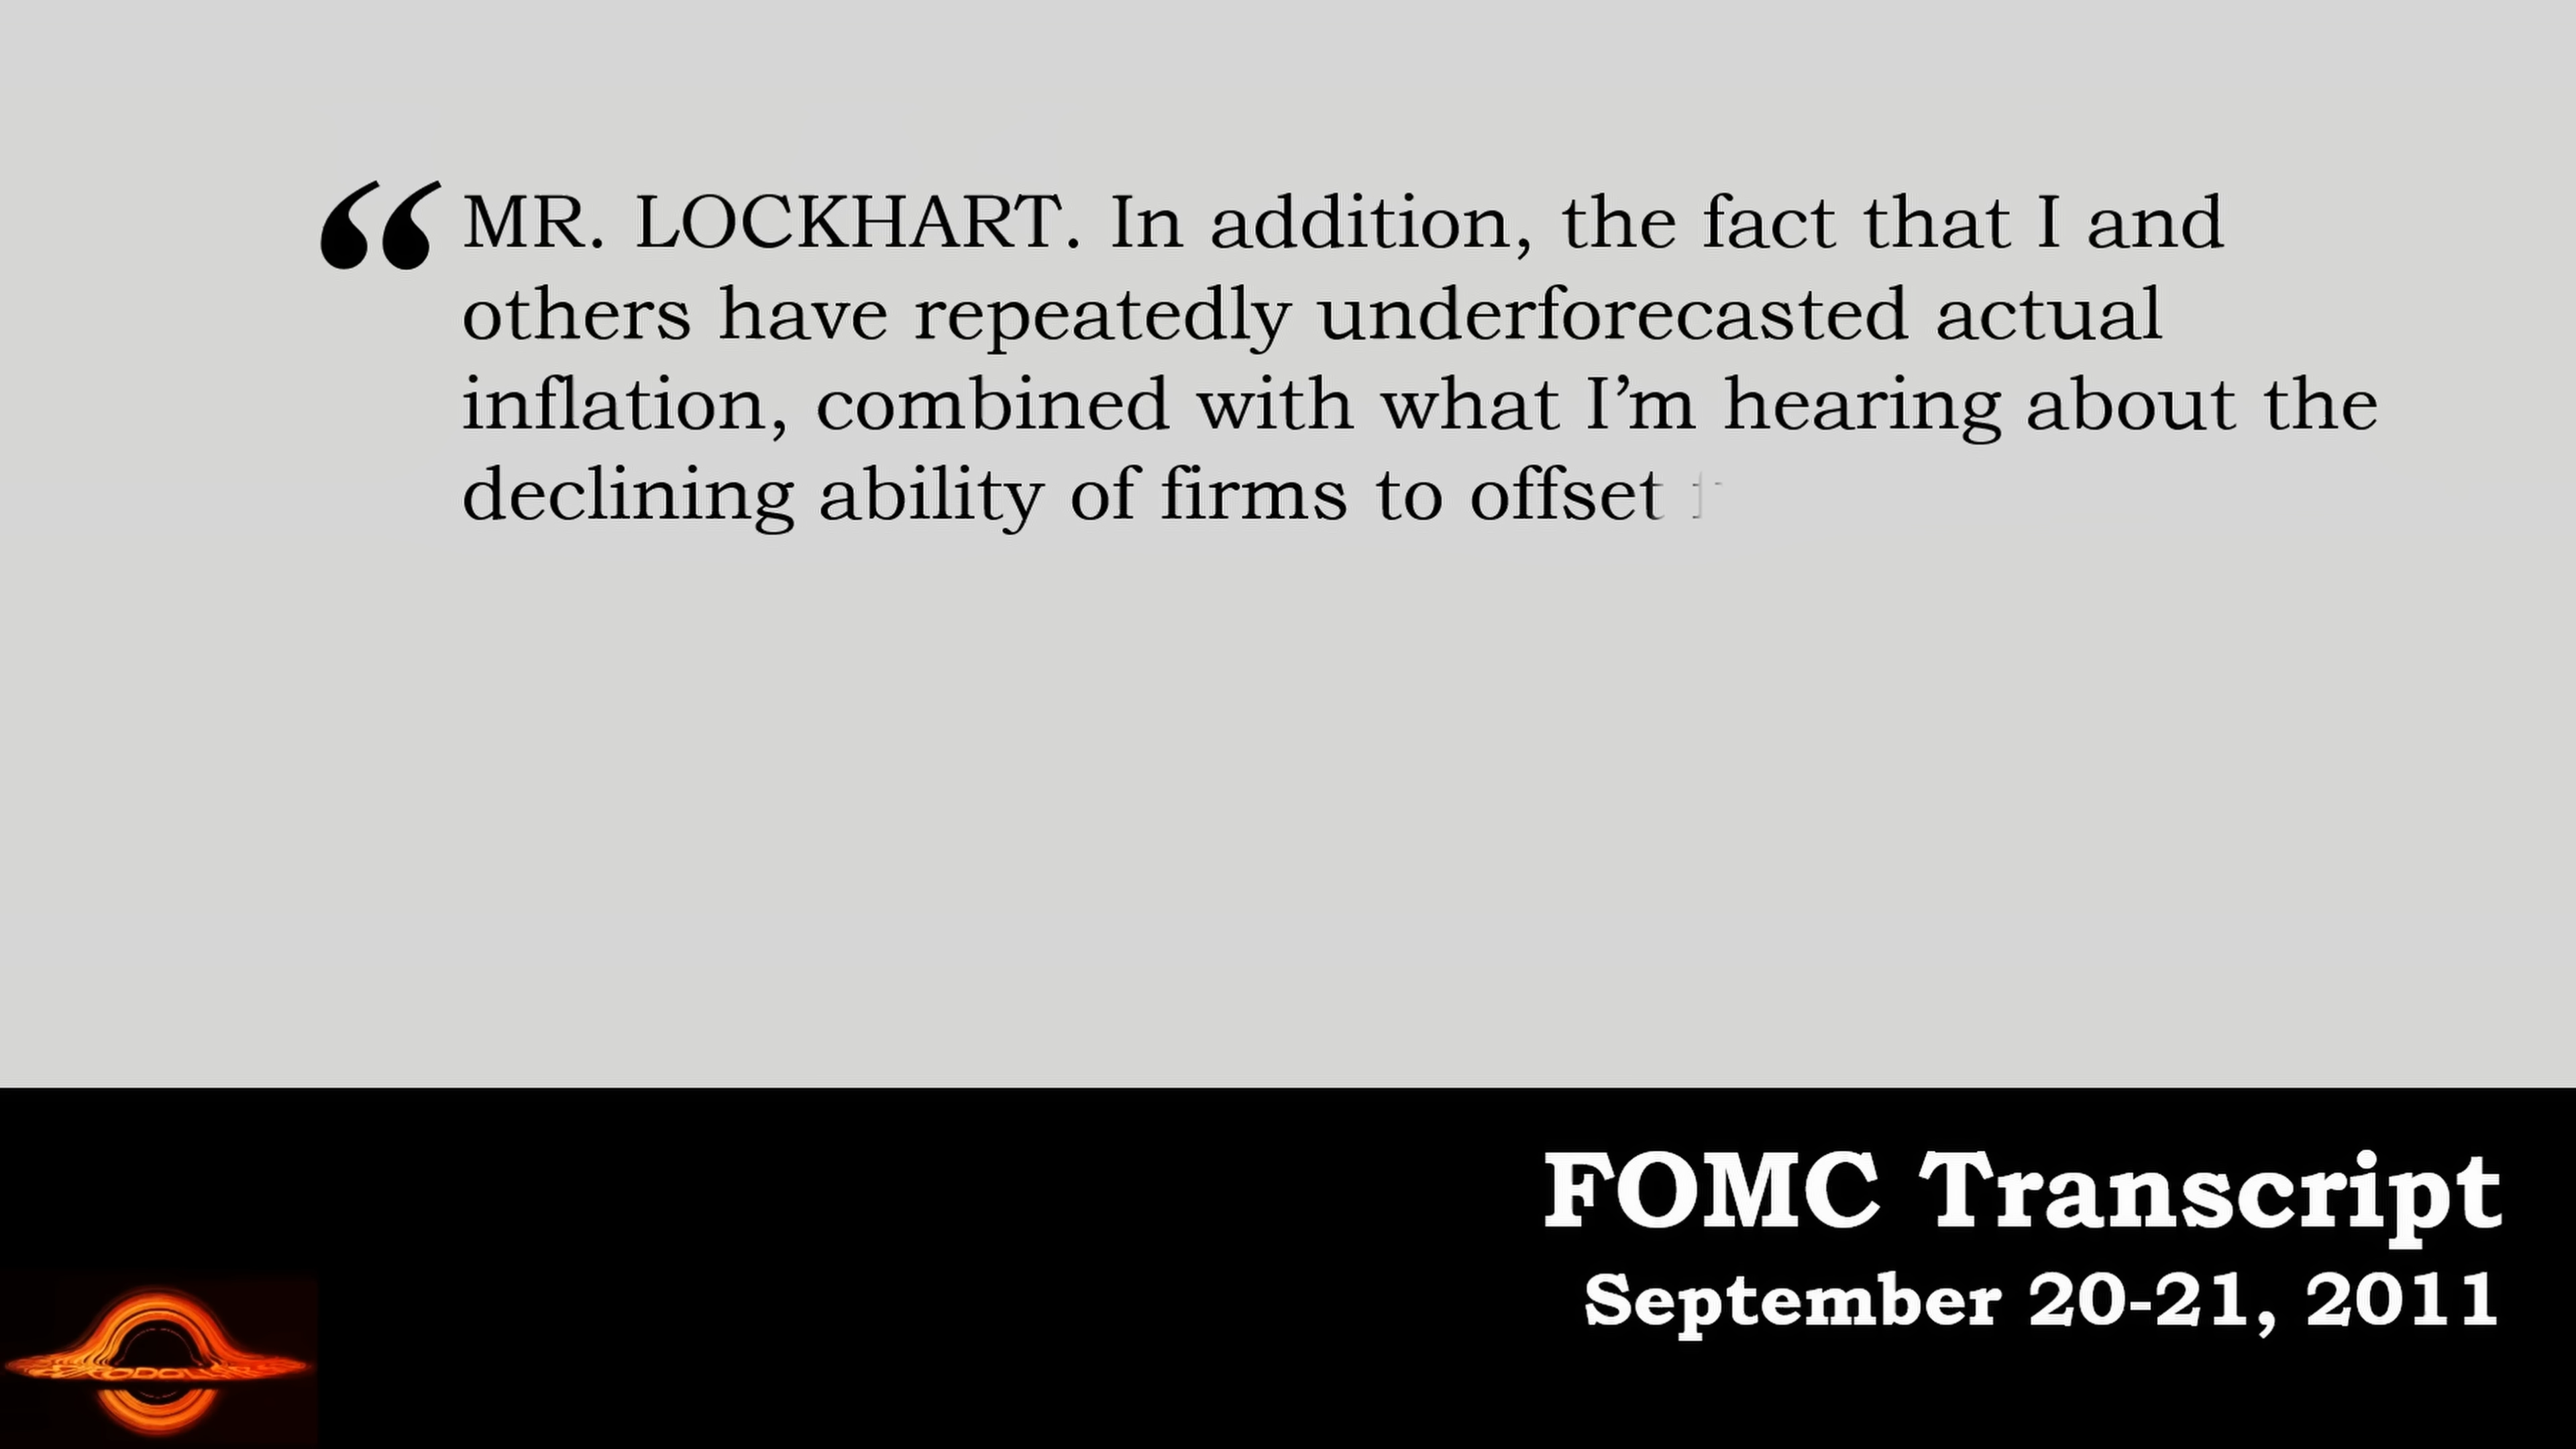 “MR. LOCKHART. In addition, the fact that I and
others have repeatedly underforecasted actual
inflation, combined with what I’m hearing about the
declining ability of firms to offset
FOMC Transcript
September 20-21, 2011